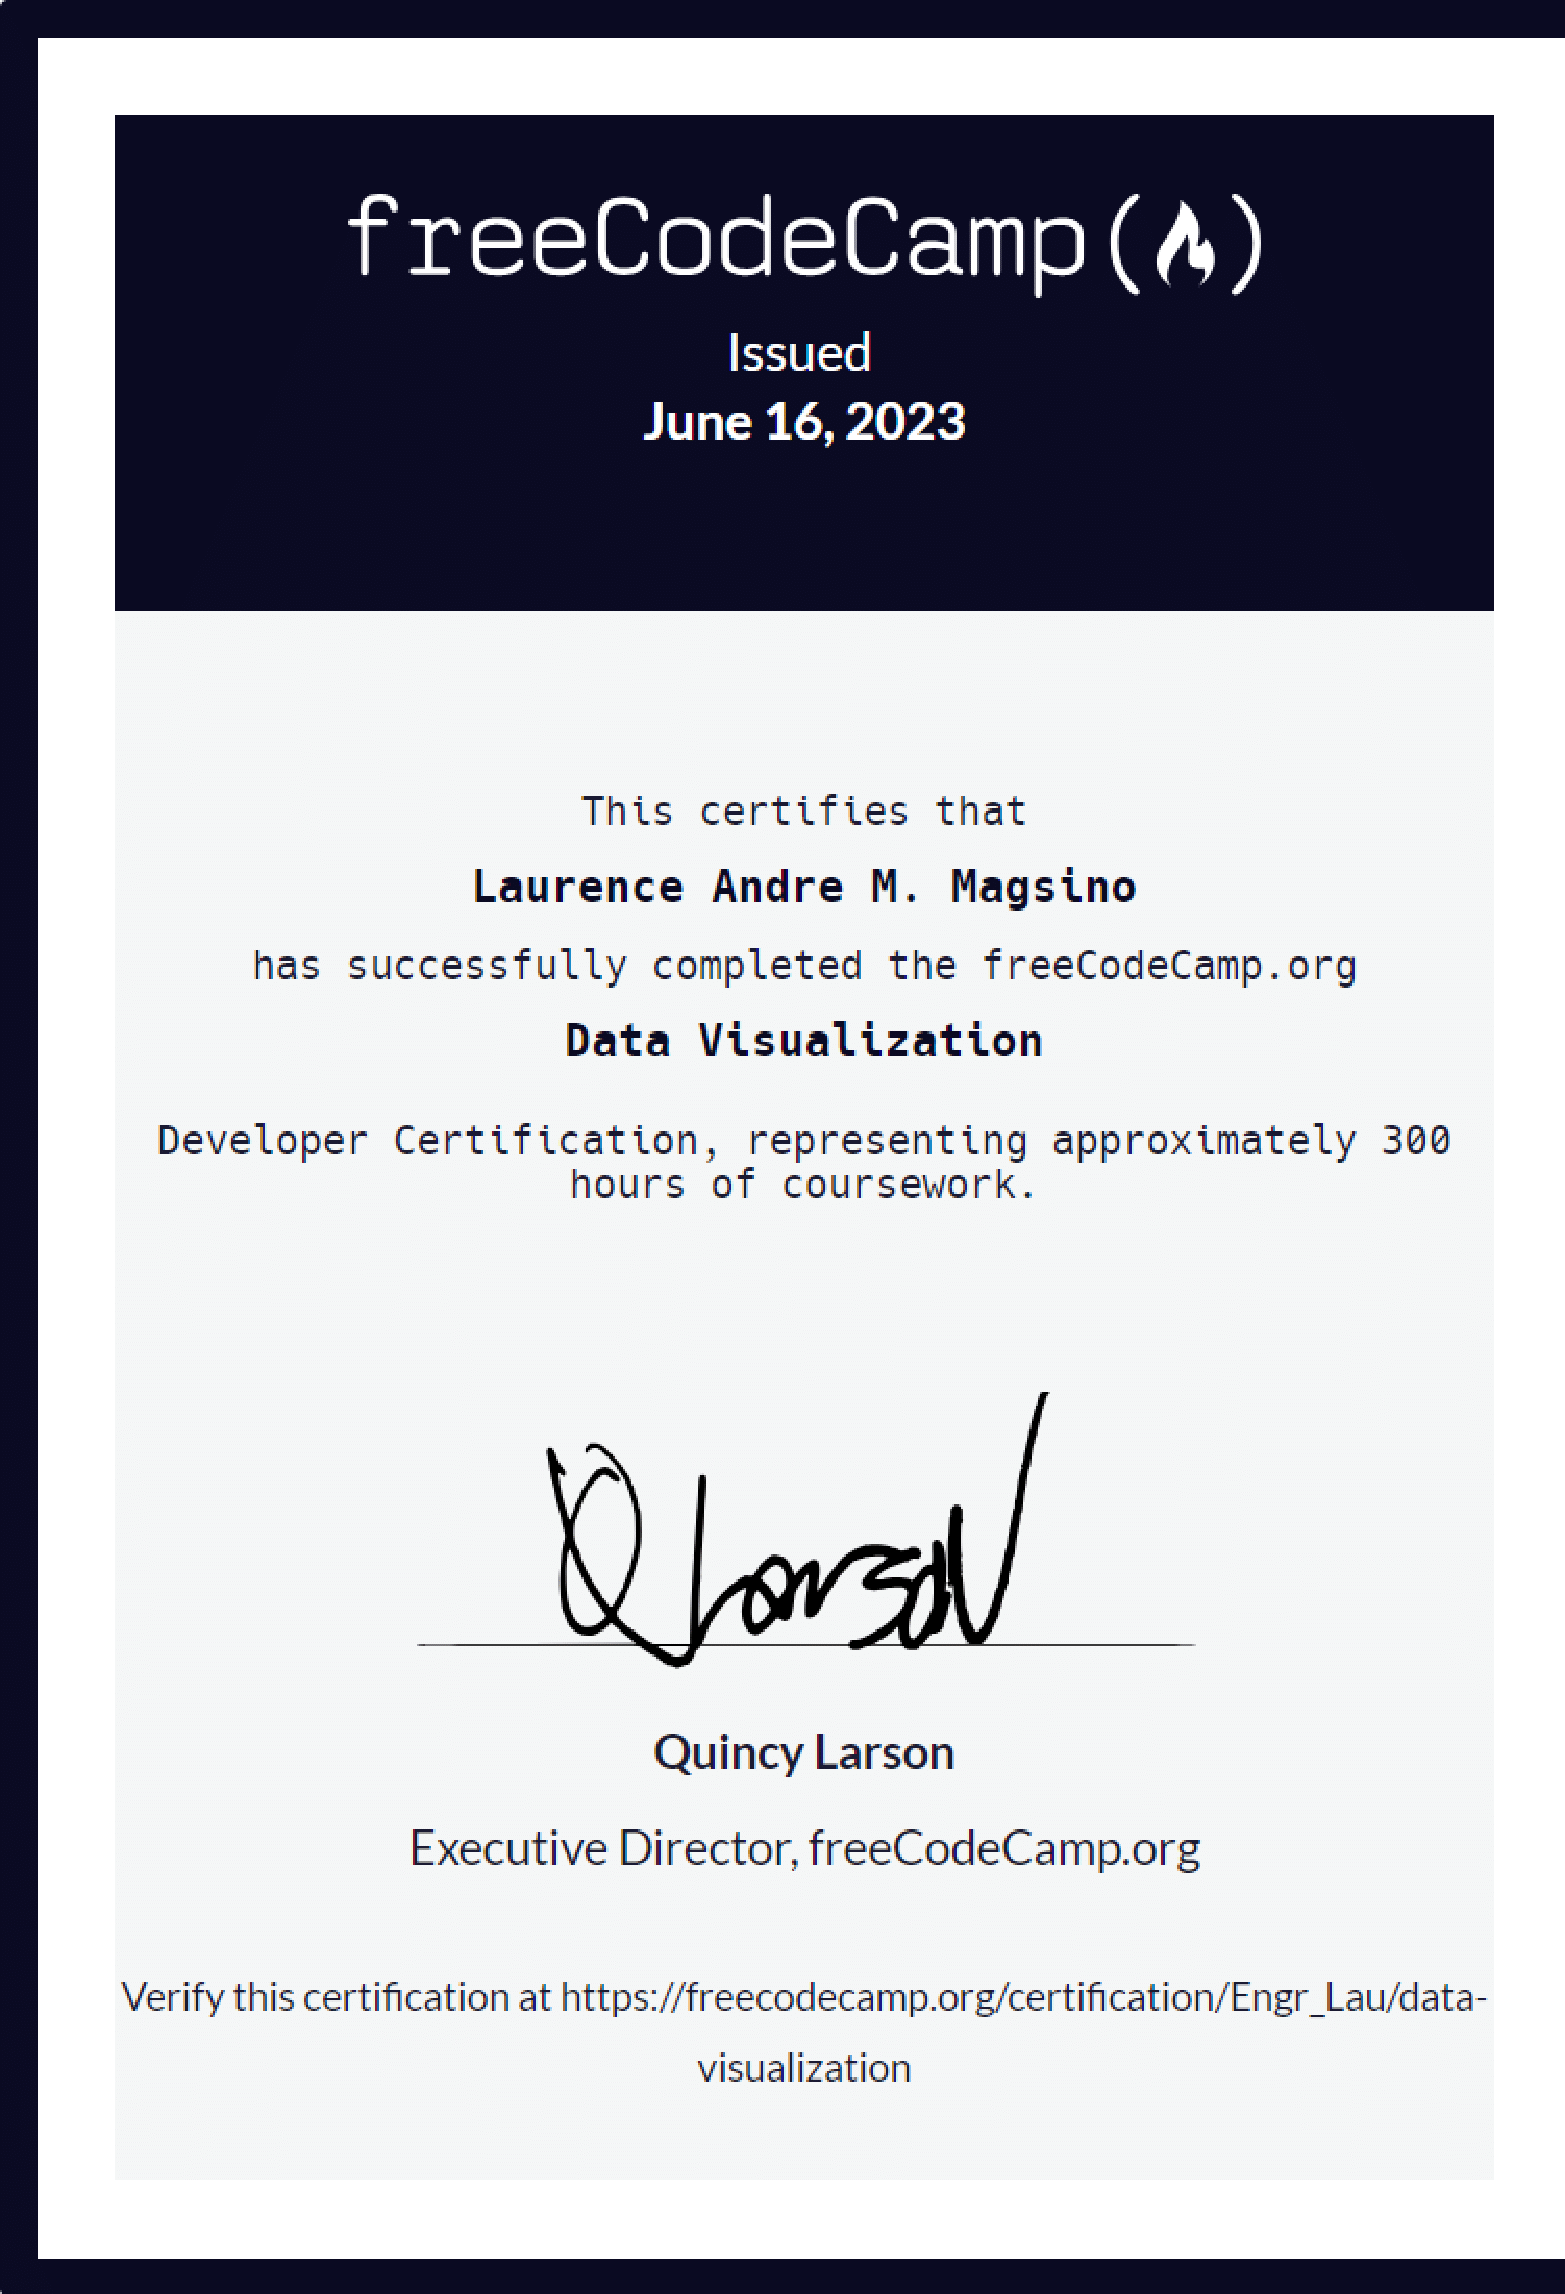 freeCodeCamp
Issued
June 16, 2023
This certifies that
Laurence Andre M. Magsino
has successfully completed the freeCodeCamp.org
Data Visualization
Developer Certification, representing approximately 300
hours of coursework.
Q Larson
Quincy Larson
Executive Director, freeCodeCamp.org
Verify this certification at https://freecodecamp.org/certification/Engr_Lau/data-
visualization